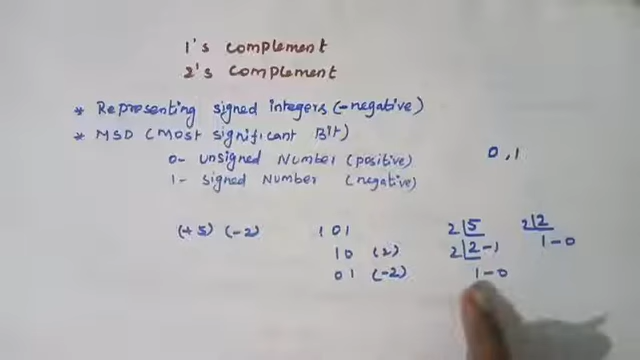 1's complement
2's complement
* Representing signed integers (-negative)
* MSD (Most significant Bit)
0- unsigned Number (positive)
1- signed Number (negative)
0, 1
(+5) (-2)
101
10 (2)
01 (-2)
2 5
2 2-1
1-0
2 2
1-0